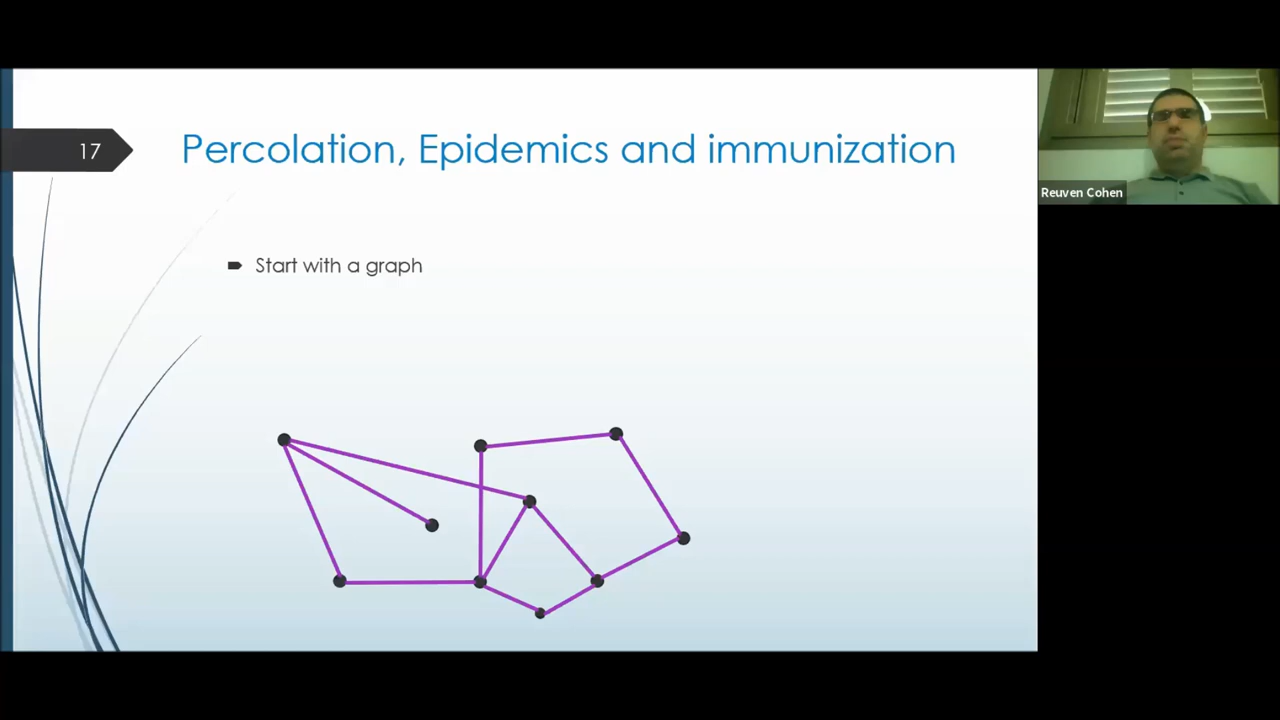 17
Percolation, Epidemics and immunization
Start with a graph
Reuven Cohen